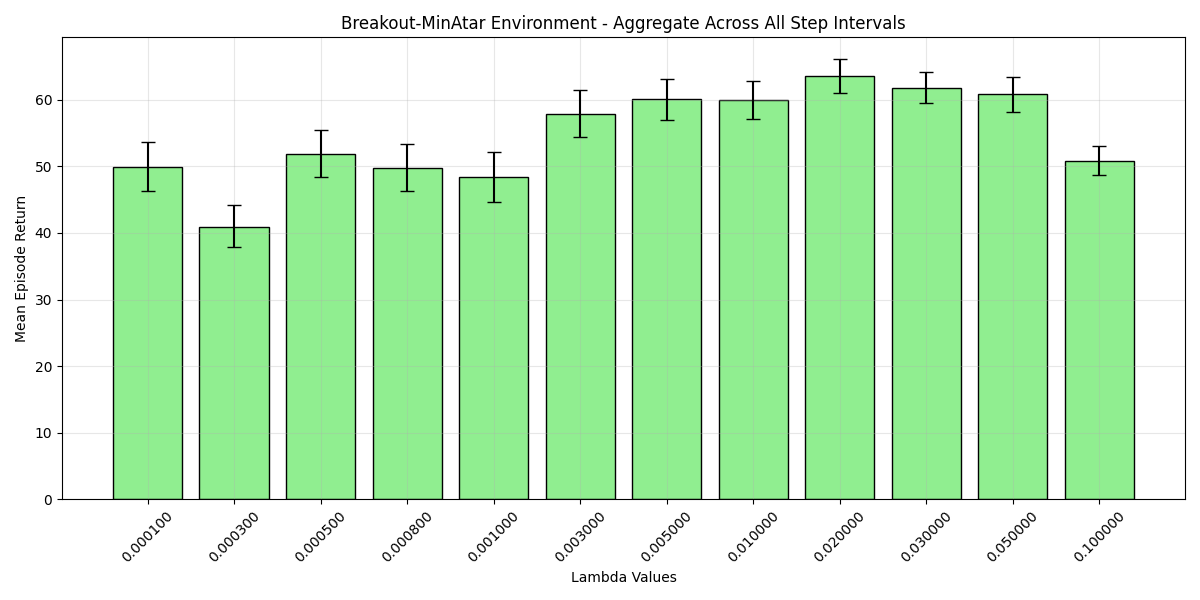 Breakout-MinAtar Environment - Aggregate Across All Step Intervals
Mean Episode Return
60
50
40
30
20
10
0
0.000100 0.000300 0.000500 0.000800 0.001000 0.003000 0.005000 0.010000 0.020000 0.030000 0.050000 0.100000
Lambda Values